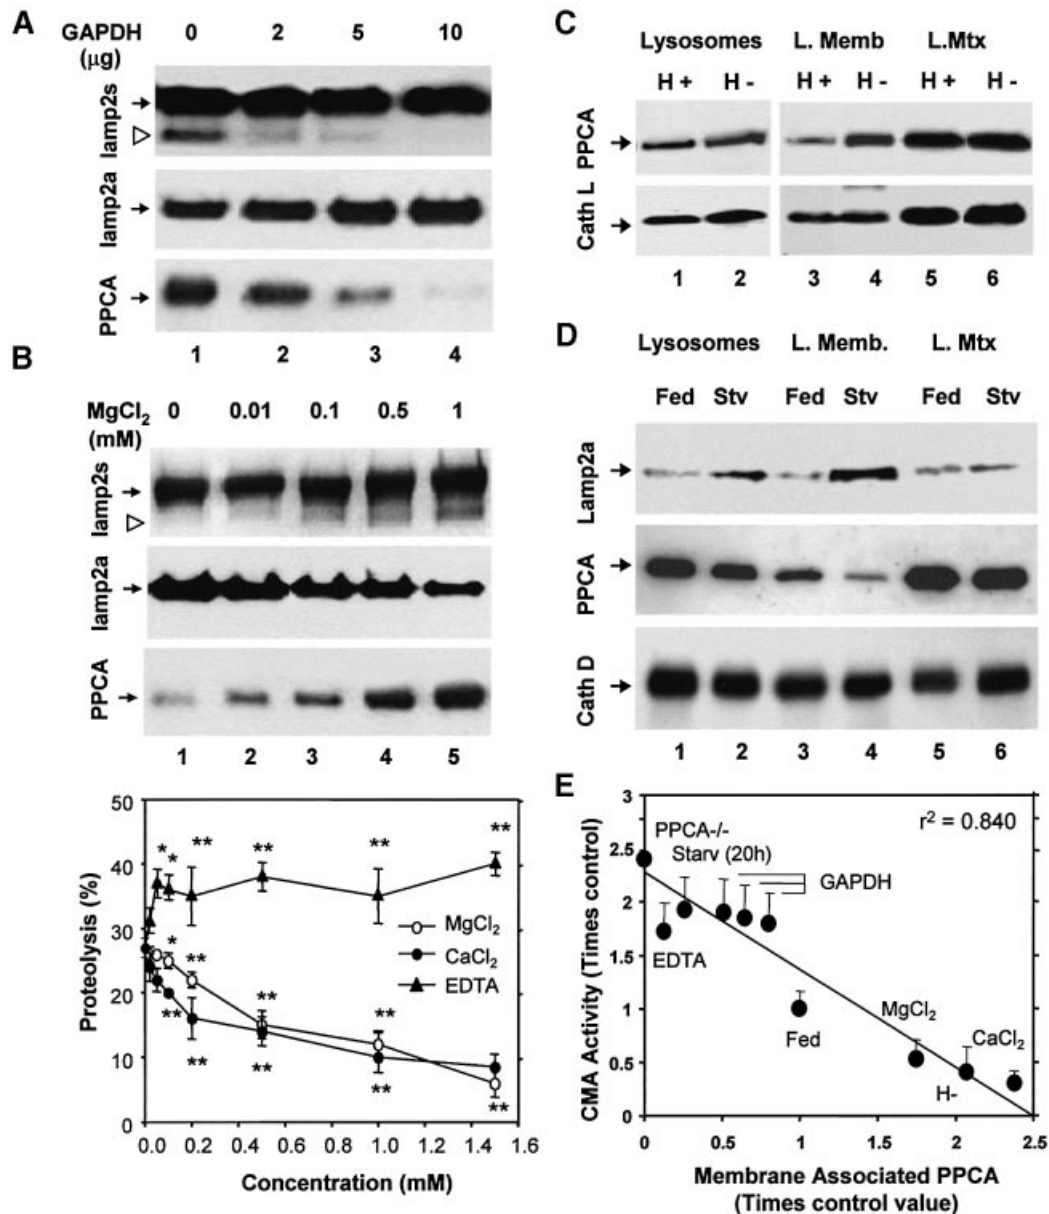 A
GAPDH 0 2 5 10
(µg)
lamp2s
lamp2a
PPCA
1 2 3 4
B
MgCl2 0 0.01 0.1 0.5 1
(mM)
lamp2s
lamp2a
PPCA
1 2 3 4 5
Proteolysis (%)
50
40
30
20
10
0
* * ** ** ** **
* ** ** **
** ** ** ** **
MgCl2
CaCl2
EDTA
0.0 0.2 0.4 0.6 0.8 1.0 1.2 1.4 1.6
Concentration (mM)
C
Lysosomes L. Memb L.Mtx
H + H - H + H - H + H -
PPCA
Cath L
1 2 3 4 5 6
D
Lysosomes L. Memb. L. Mtx
Fed Stv Fed Stv Fed Stv
Lamp2a
PPCA
Cath D
1 2 3 4 5 6
E
CMA Activity (Times control)
3
2.5
2
1.5
1
0.5
0
r2 = 0.840
PPCA-/-
Starv (20h)
GAPDH
EDTA
Fed
MgCl2
CaCl2
H-
0 0.5 1 1.5 2 2.5
Membrane Associated PPCA
(Times control value)